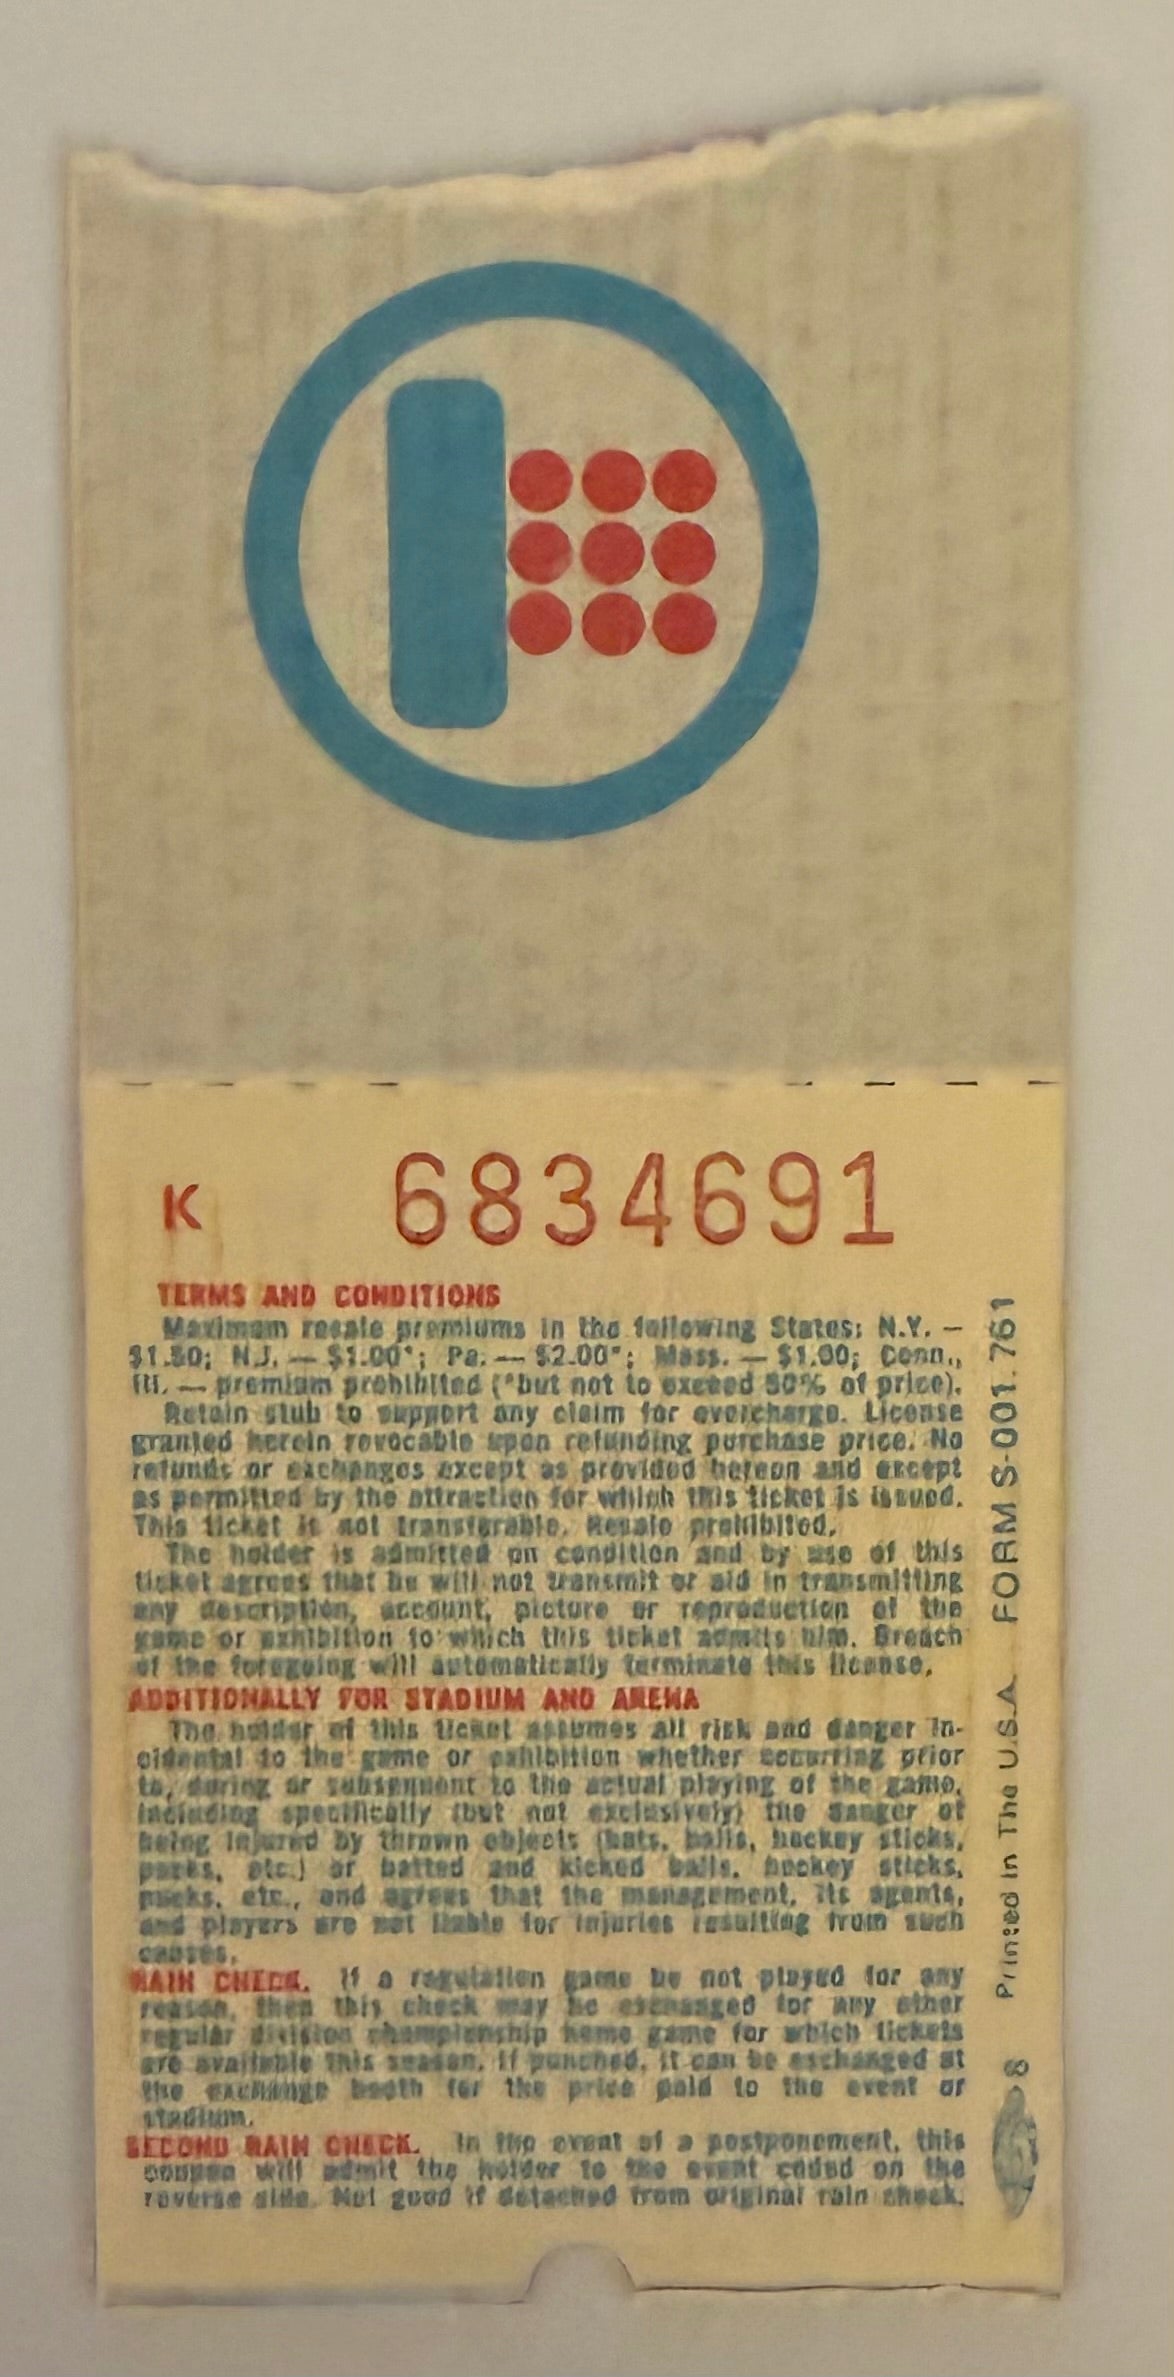 K 6834691
TERMS AND CONDITIONS
Maximum resale premiums in the following States: N.Y. —
$1.50; N.J. — $1.00*; Pa. — $2.00*; Mass. — $1.00; Conn.,
Ill. — premium prohibited (*but not to exceed 50% of price).
Retain stub to support any claim for overcharge. License
granted herein revocable upon refunding purchase price. No
refunds or exchanges except as provided hereon and except
as permitted by the attraction for which this ticket is issued.
This ticket is not transferable. Resale prohibited.
The holder is admitted on condition and by use of this
ticket agrees that he will not transmit or aid in transmitting
any description, account, picture or reproduction of the
game or exhibition to which this ticket admits him. Breach
of the foregoing will automatically terminate this license.
ADDITIONALLY FOR STADIUM AND ARENA
The holder of this ticket assumes all risk and danger in-
cidental to the game or exhibition whether occurring prior
to, during or subsequent to the actual playing of the game,
including specifically (but not exclusively) the danger of
being injured by thrown objects (bats, balls, hockey sticks,
pucks, etc.) or batted and kicked balls, hockey sticks,
pucks, etc., and agrees that the management, its agents,
and players are not liable for injuries resulting from such
causes.
RAIN CHECK. If a regulation game be not played for any
reason, then this check may be exchanged for any other
regular division championship home game for which tickets
are available this season. If punched, it can be exchanged at
the exchange booth for the price paid to the event or
stadium.
SECOND RAIN CHECK. In the event of a postponement, this
coupon will admit the holder to the event coded on the
reverse side. Not good if detached from original rain check.
8 Printed In The U.S.A. FORM S-001. 761